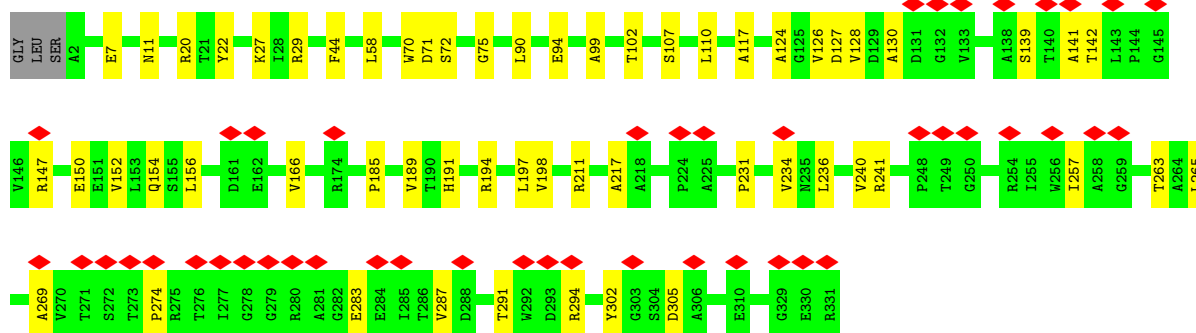 GLY LEU SER A2 E7 N11 R20 T21 Y22 K27 I28 R29 F44 L58 W70 D71 S72 G75 L90 E94 A99 T102 S107 L110 A117 A124 G125 V126 D127 V128 D129 A130 D131 G132 V133 A138 S139 T140 A141 T142 L143 P144 G145
V146 R147 E150 E151 V152 L153 Q154 S155 L156 D161 E162 V166 R174 P185 V189 T190 H191 R194 L197 V198 R211 A217 A218 P224 A225 P231 V234 N235 L236 V240 R241 P248 T249 G250 R254 I255 W256 I257 A258 G259 T263 A264 L265
A269 V270 T271 S272 T273 P274 R275 T276 I277 G278 G279 R280 A281 G282 E283 E284 I285 T286 V287 D288 T291 W292 D293 R294 Y302 G303 S304 D305 A306 E310 G329 E330 R331